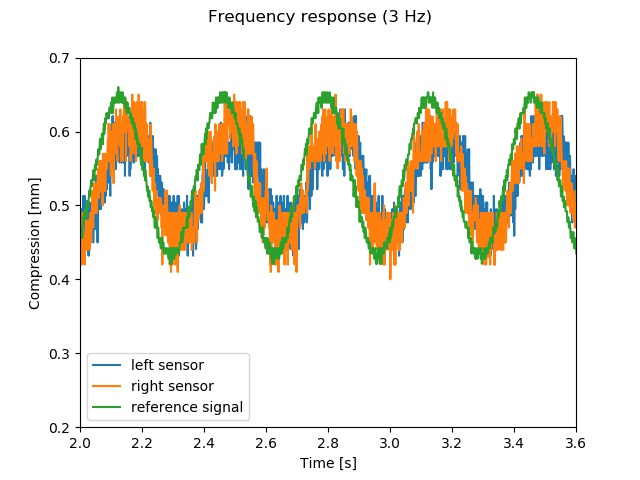 Frequency response (3 Hz)
0.7
0.6
0.5
0.4
0.3
0.2
Compression [mm]
left sensor
right sensor
reference signal
2.0 2.2 2.4 2.6 2.8 3.0 3.2 3.4 3.6
Time [s]